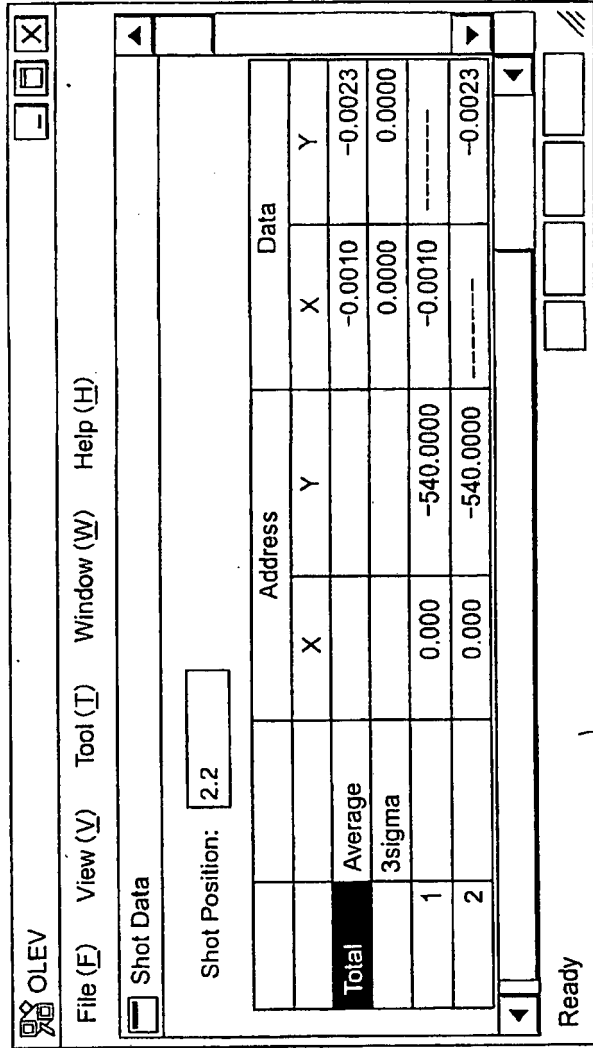 OLEV
File (F) View (V) Tool (T) Window (W) Help (H)
Shot Data
Shot Position: 2.2
Address Data
X Y X Y
Total Average -0.0010 -0.0023
3sigma 0.0000 0.0000
1 0.000 -540.0000 -0.0010 --------
2 0.000 -540.0000 -------- -0.0023
Ready